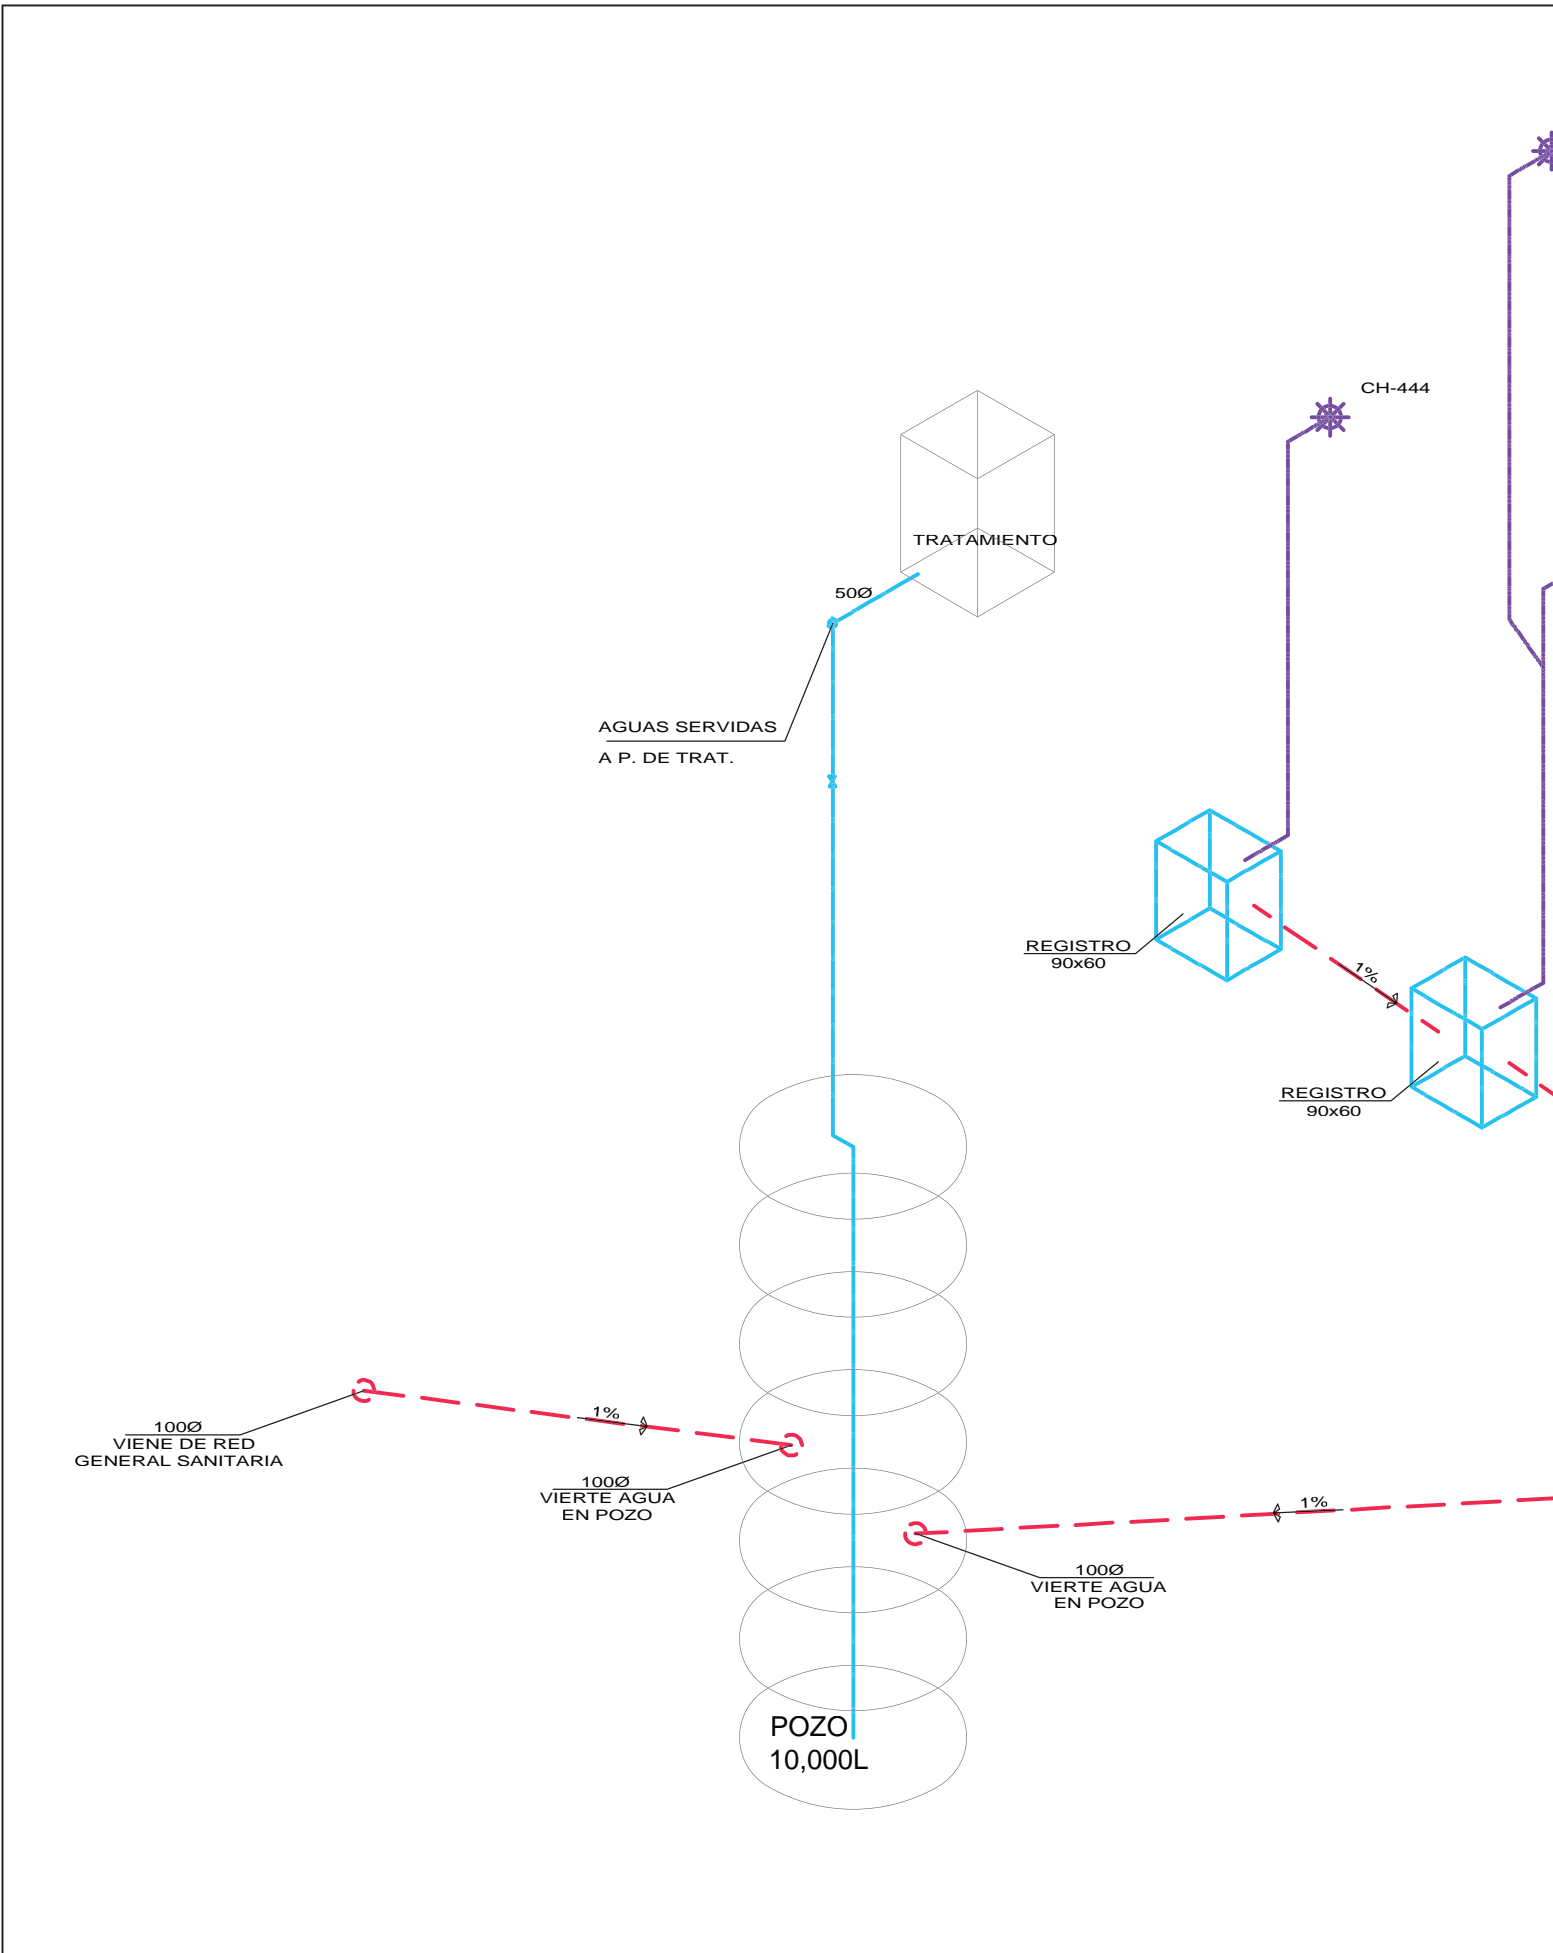 CH-444
TRATAMIENTO
50Ø
AGUAS SERVIDAS
A P. DE TRAT.
REGISTRO
90x60
1%
REGISTRO
90x60
1%
100Ø
VIENE DE RED
GENERAL SANITARIA
100Ø
VIERTE AGUA
EN POZO
1%
100Ø
VIERTE AGUA
EN POZO
POZO
10,000L